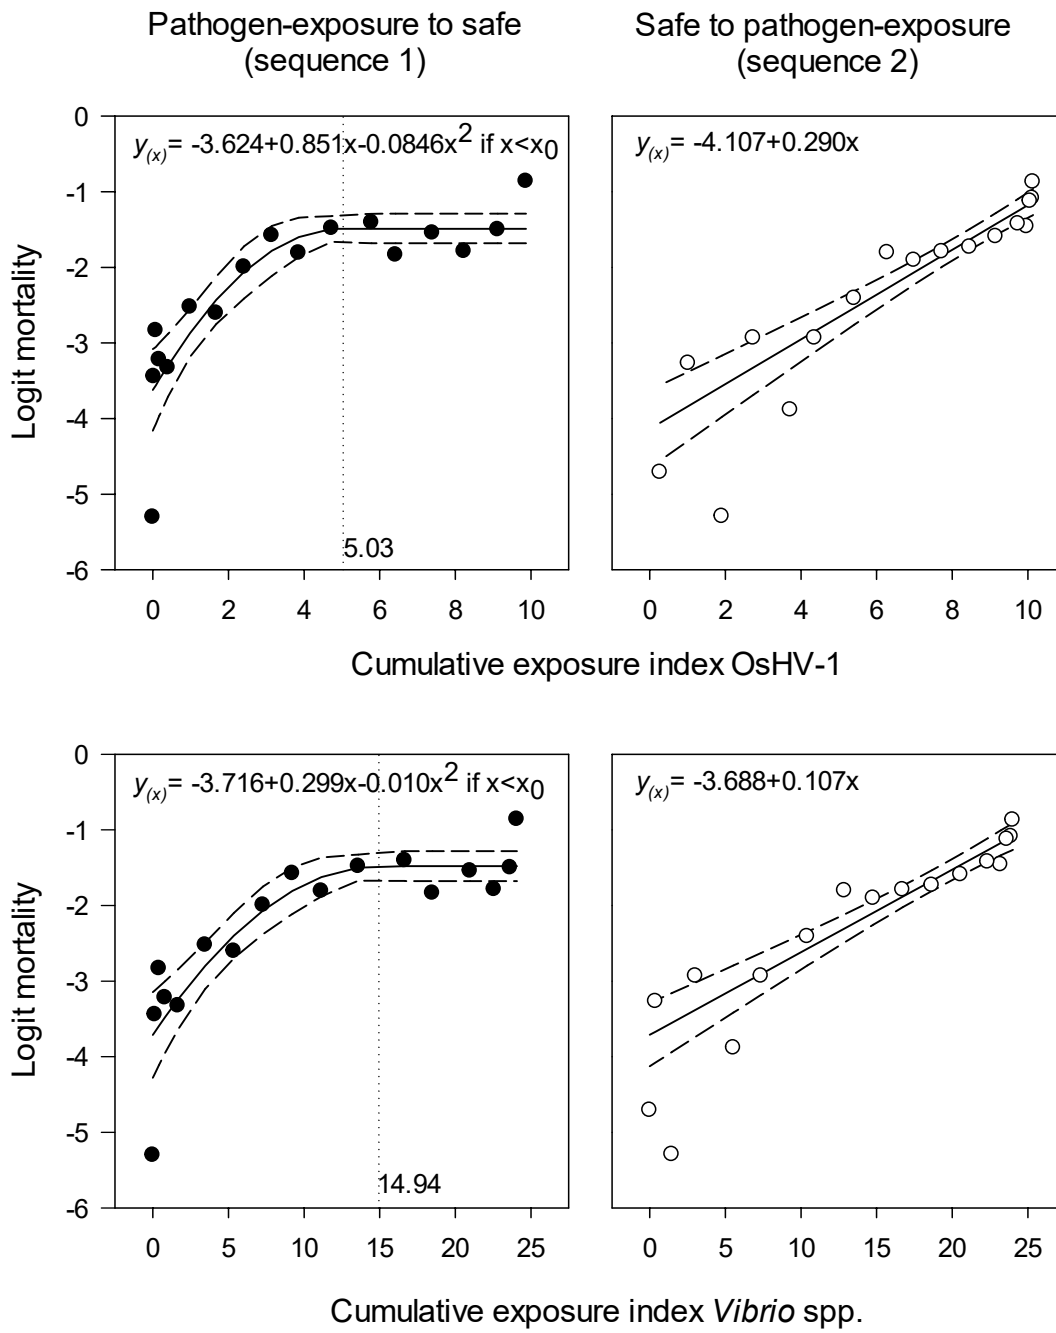 Pathogen-exposure to safe
(sequence 1)
Safe to pathogen-exposure
(sequence 2)
y(x)= -3.624+0.851x-0.0846x2 if x<x0
y(x)= -4.107+0.290x
Logit mortality
0
-1
-2
-3
-4
-5
-6
5.03
0 2 4 6 8 10
0 2 4 6 8 10
Cumulative exposure index OsHV-1
y(x)= -3.716+0.299x-0.010x2 if x<x0
y(x)= -3.688+0.107x
Logit mortality
0
-1
-2
-3
-4
-5
-6
14.94
0 5 10 15 20 25
0 5 10 15 20 25
Cumulative exposure index Vibrio spp.